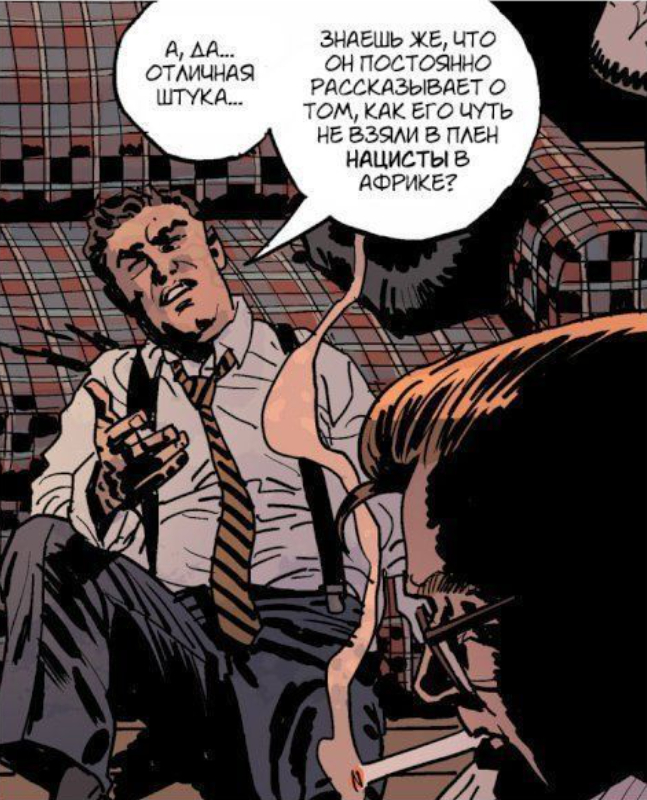 А, ДА...
ОТЛИЧНАЯ
ШТУКА...
ЗНАЕШЬ ЖЕ, ЧТО
ОН ПОСТОЯННО
РАССКАЗЫВАЕТ О
ТОМ, КАК ЕГО ЧУТЬ
НЕ ВЗЯЛИ В ПЛЕН
НАЦИСТЫ В
АФРИКЕ?